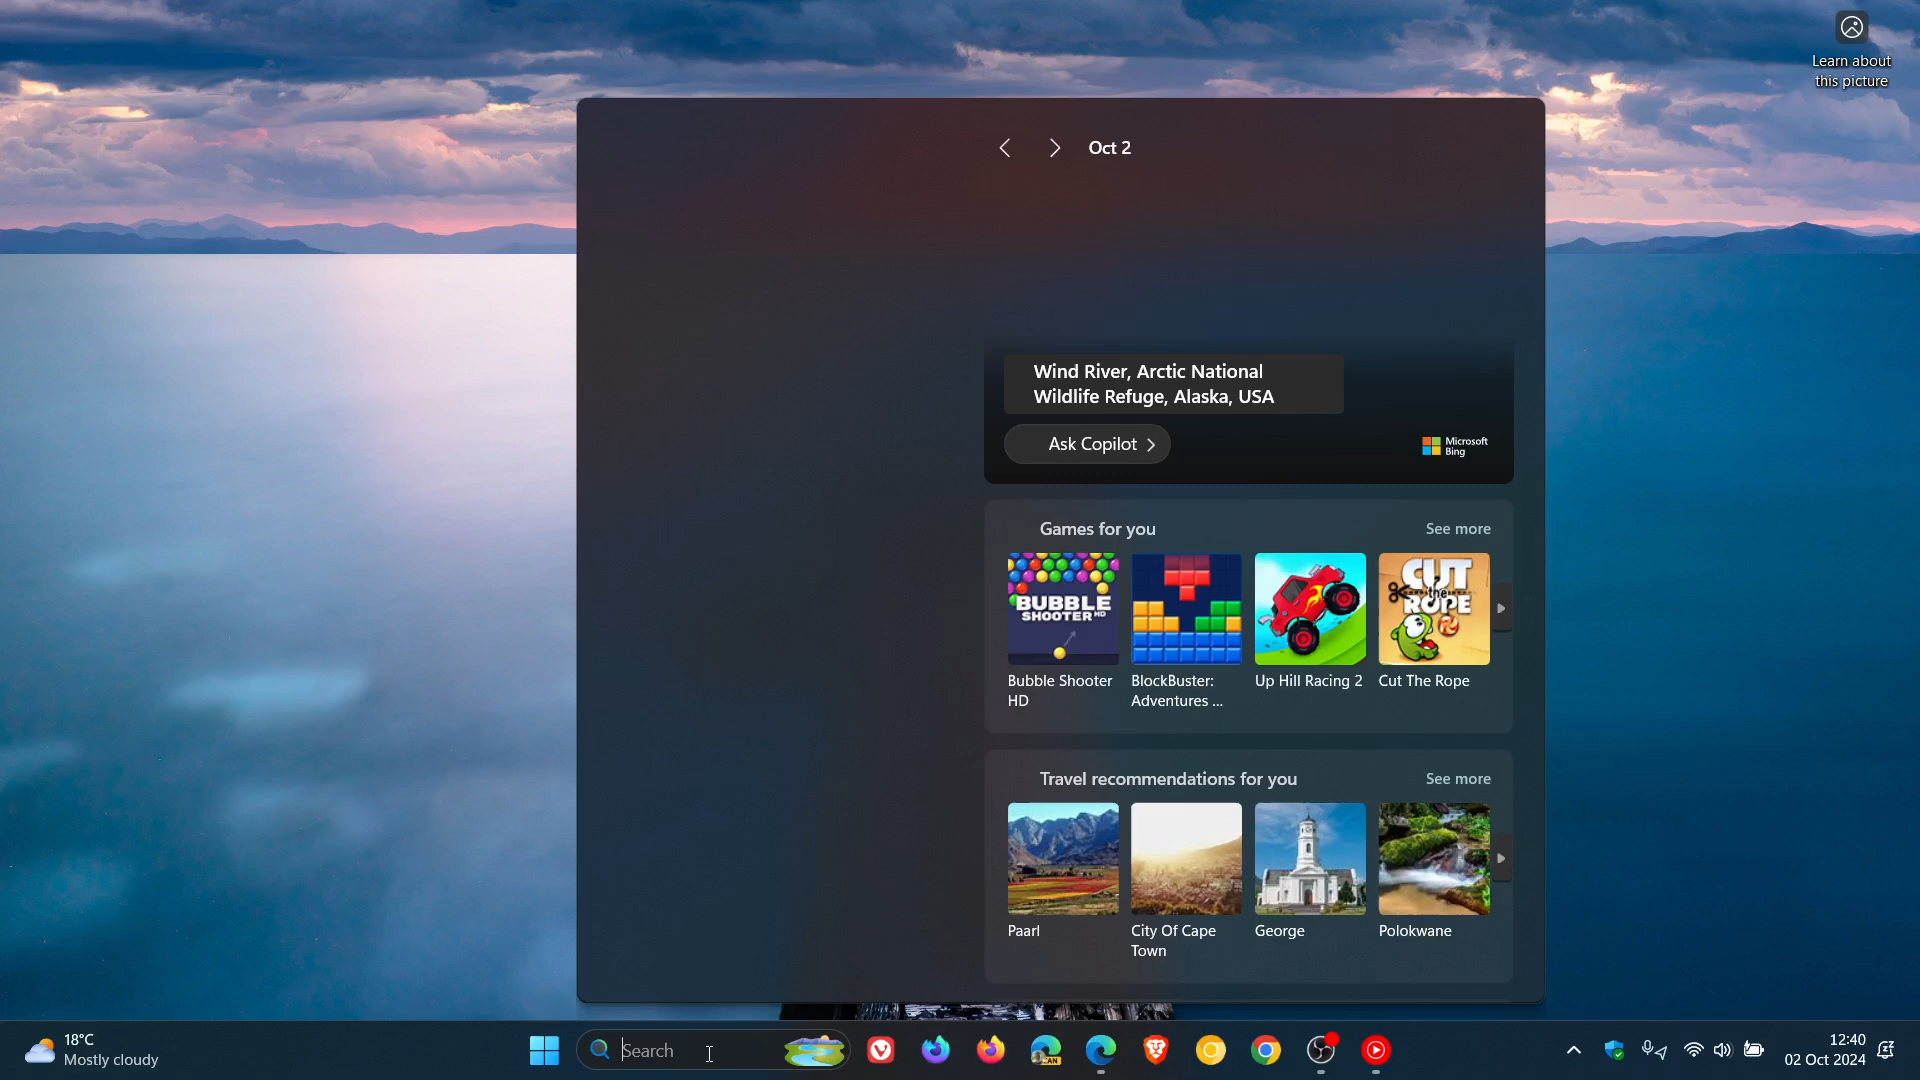 Learn about
this picture
Oct 2
Wind River, Arctic National
Wildlife Refuge, Alaska, USA
Ask Copilot
Microsoft
Bing
Games for you
See more
BUBBLE
SHOOTER HD
CUT
the
ROPE
Bubble Shooter
HD
BlockBuster:
Adventures ...
Up Hill Racing 2
Cut The Rope
Travel recommendations for you
See more
Paarl
City Of Cape
Town
George
Polokwane
18°C
Mostly cloudy
Search
CAN
12:40
02 Oct 2024